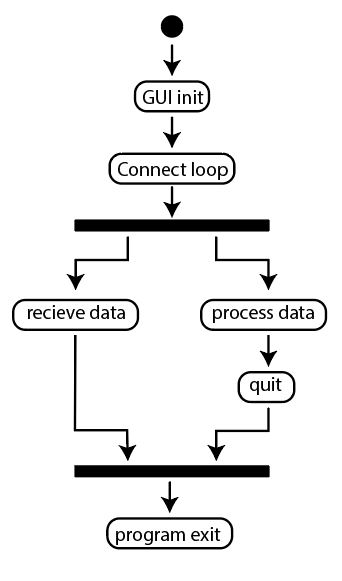 GUI init
Connect loop
recieve data
process data
quit
program exit